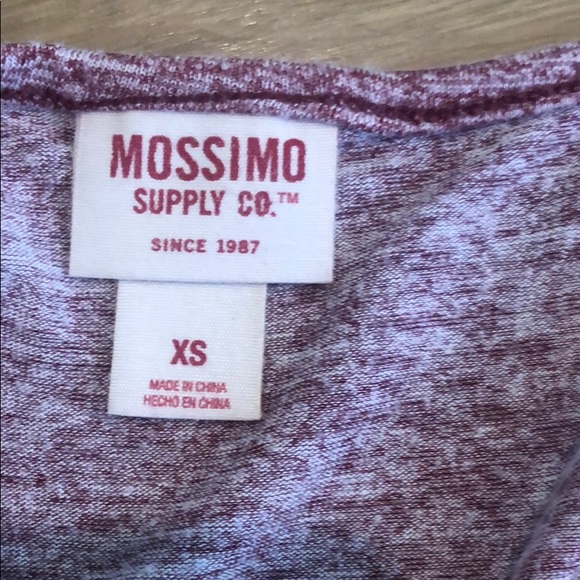 MOSSIMO
SUPPLY CO.™
SINCE 1987
XS
MADE IN CHINA
HECHO EN CHINA